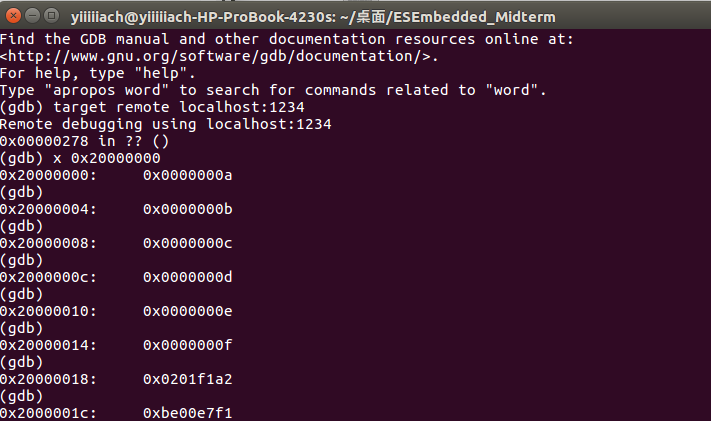 yiiiiiach@yiiiiiach-HP-ProBook-4230s: ~/桌面/ESEmbedded_Midterm
Find the GDB manual and other documentation resources online at:
<http://www.gnu.org/software/gdb/documentation/>.
For help, type "help".
Type "apropos word" to search for commands related to "word".
(gdb) target remote localhost:1234
Remote debugging using localhost:1234
0x00000278 in ?? ()
(gdb) x 0x20000000
0x20000000:     0x0000000a
(gdb)
0x20000004:     0x0000000b
(gdb)
0x20000008:     0x0000000c
(gdb)
0x2000000c:     0x0000000d
(gdb)
0x20000010:     0x0000000e
(gdb)
0x20000014:     0x0000000f
(gdb)
0x20000018:     0x0201f1a2
(gdb)
0x2000001c:     0xbe00e7f1